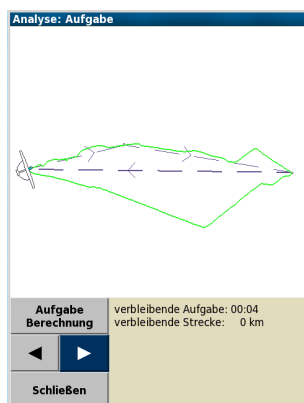 Analyse: Aufgabe
Aufgabe
Berechnung
verbleibende Aufgabe: 00:04
verbleibende Strecke: 0 km
Schließen